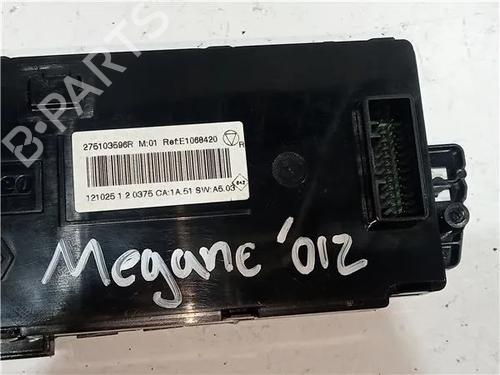 B-PARTS
275103596R M:01 Ref:E1068420
R
121025 1 2 0375 CA:1A.51 SW:A5.03
Megane '012